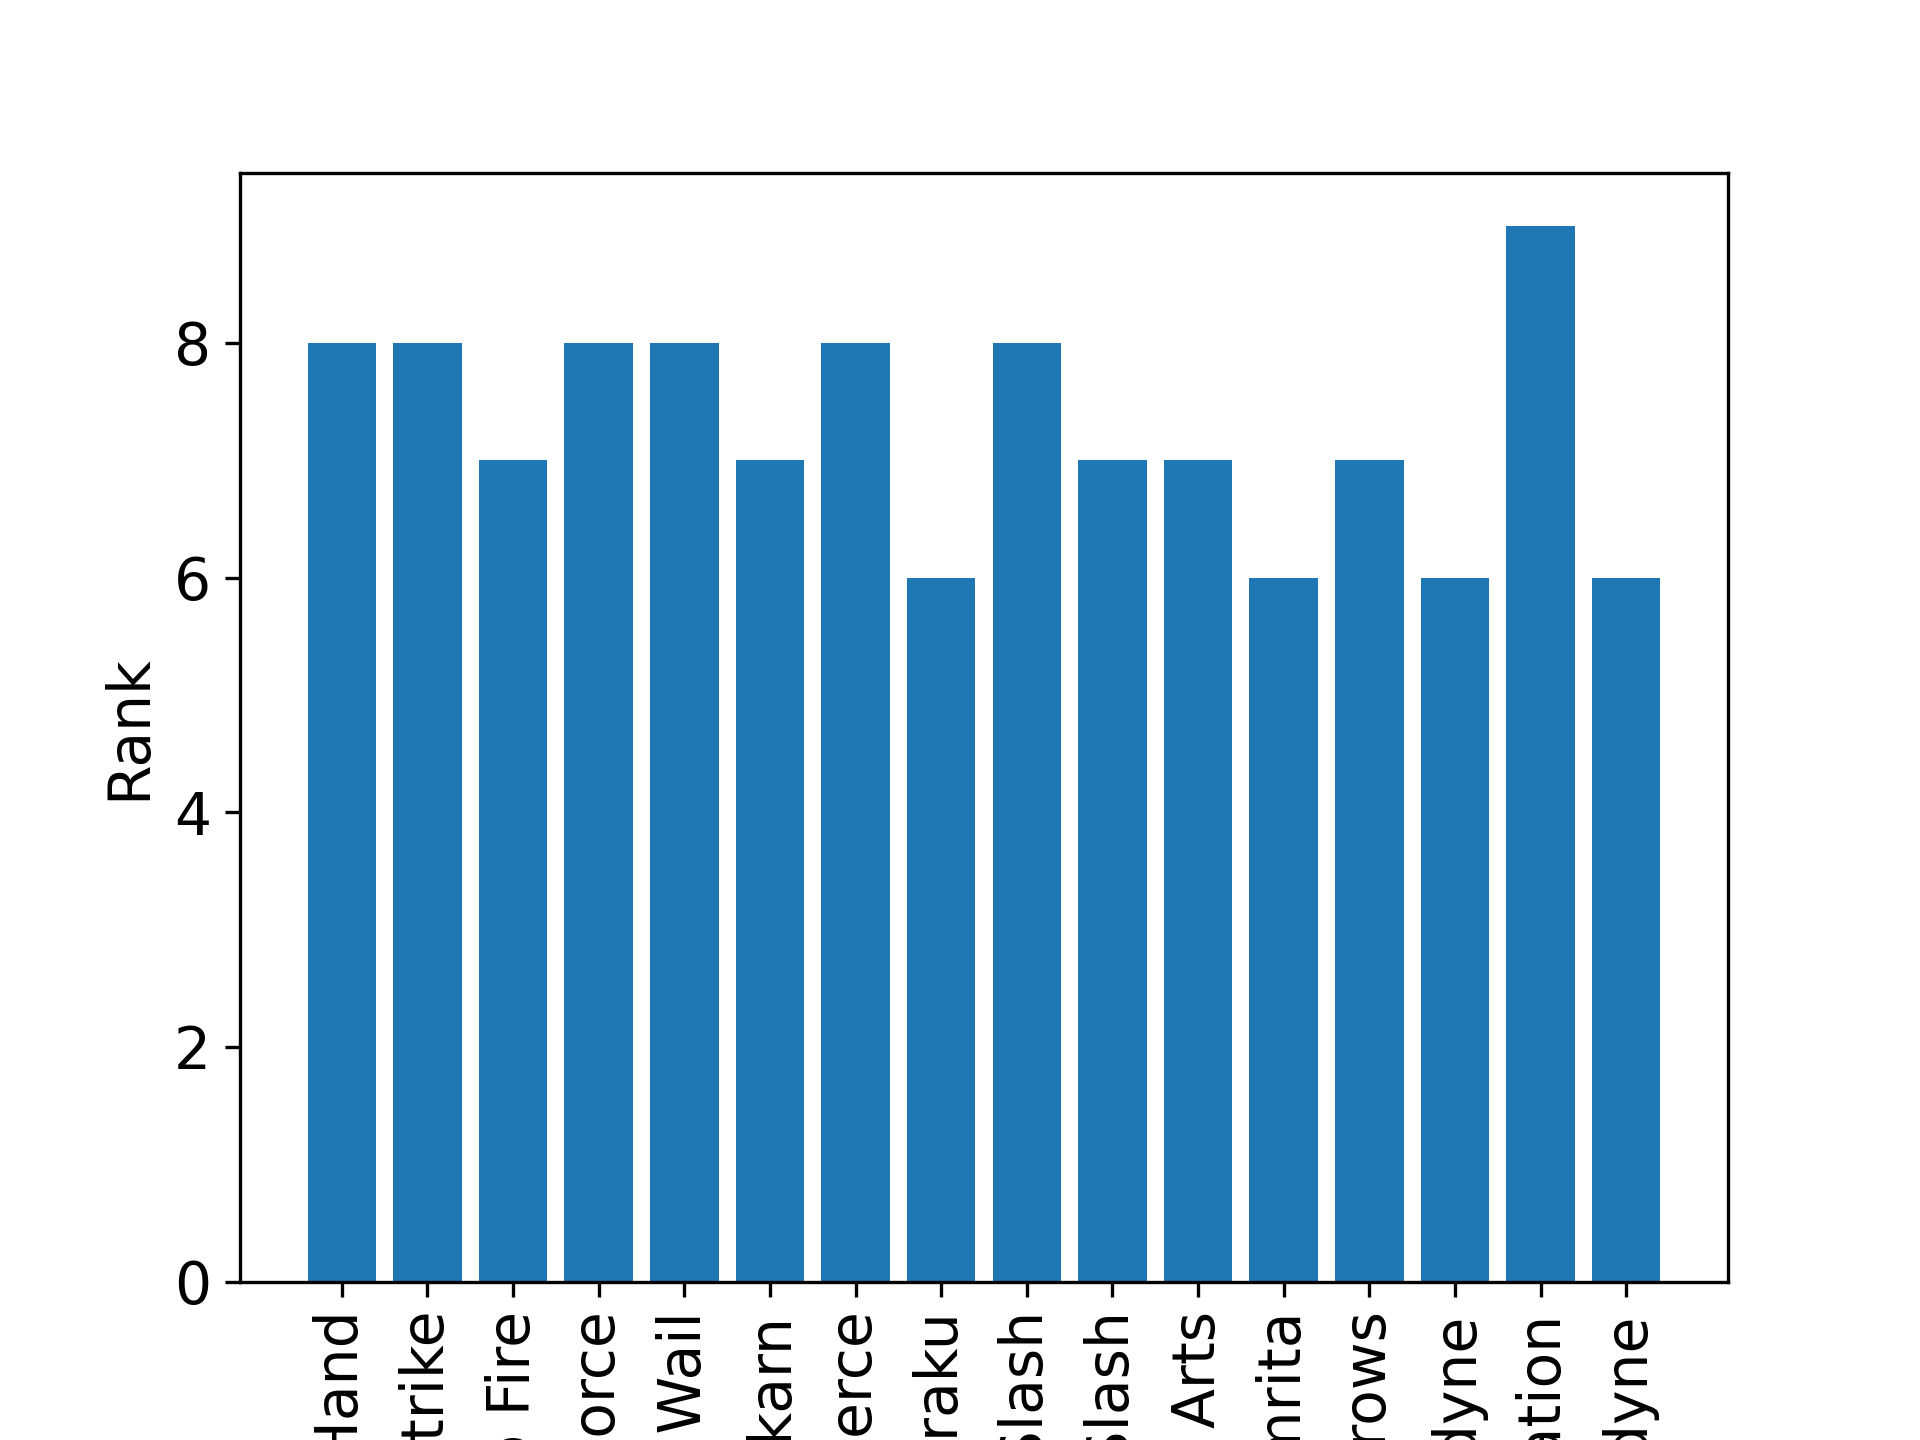 8
6
4
2
0
Rank
Hand
trike
Fire
orce
Wail
karn
erce
raku
Slash
Slash
Arts
mrita
rows
dyne
ation
dyne